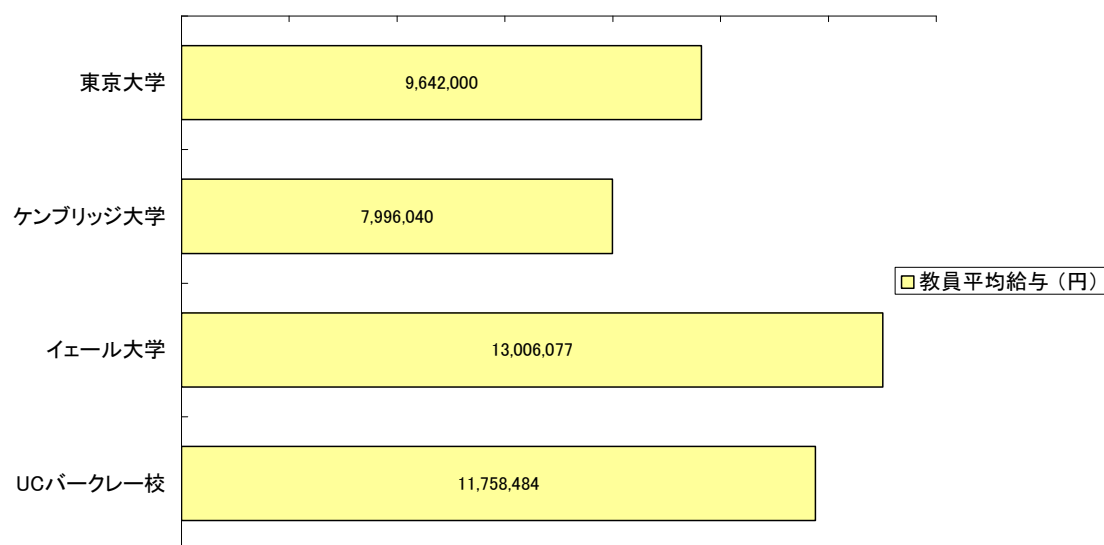 東京大学
9,642,000
ケンブリッジ大学
7,996,040
教員平均給与（円）
イェール大学
13,006,077
UCバークレー校
11,758,484